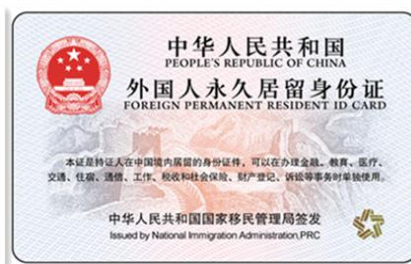 中华人民共和国
PEOPLE'S REPUBLIC OF CHINA
外国人永久居留身份证
FOREIGN PERMANENT RESIDENT ID CARD
本证是持证人在中国境内居留的身份证件，可以在办理金融、教育、医疗、
交通、住宿、通信、工作、税收和社会保险、财产登记、诉讼等事务时单独使用。
中华人民共和国国家移民管理局签发
Issued by National Immigration Administration,PRC